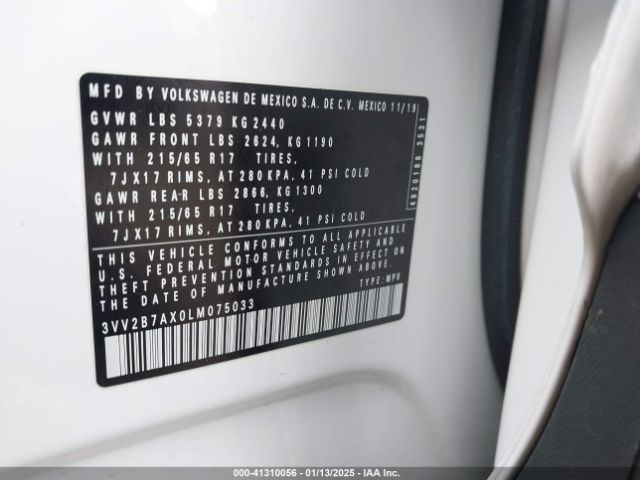 MFD BY VOLKSWAGEN DE MEXICO S.A. DE C.V. MEXICO 11/19
GVWR LBS 5379 KG 2440
GAWR FRONT LBS 2624, KG 1190
WITH 215/65 R17 TIRES,
7JX17 RIMS, AT 280 KPA, 41 PSI COLD
GAWR REAR LBS 2866, KG 1300
WITH 215/65 R17 TIRES,
7JX17 RIMS, AT 280 KPA, 41 PSI COLD
THIS VEHICLE CONFORMS TO ALL APPLICABLE
U.S. FEDERAL MOTOR VEHICLE SAFETY AND
THEFT PREVENTION STANDARDS IN EFFECT ON
THE DATE OF MANUFACTURE SHOWN ABOVE.
3VV2B7AX0LM075033 TYPE: MPV
4820188 3531
000-41310056 | 01/13/2025 | IAA Inc.